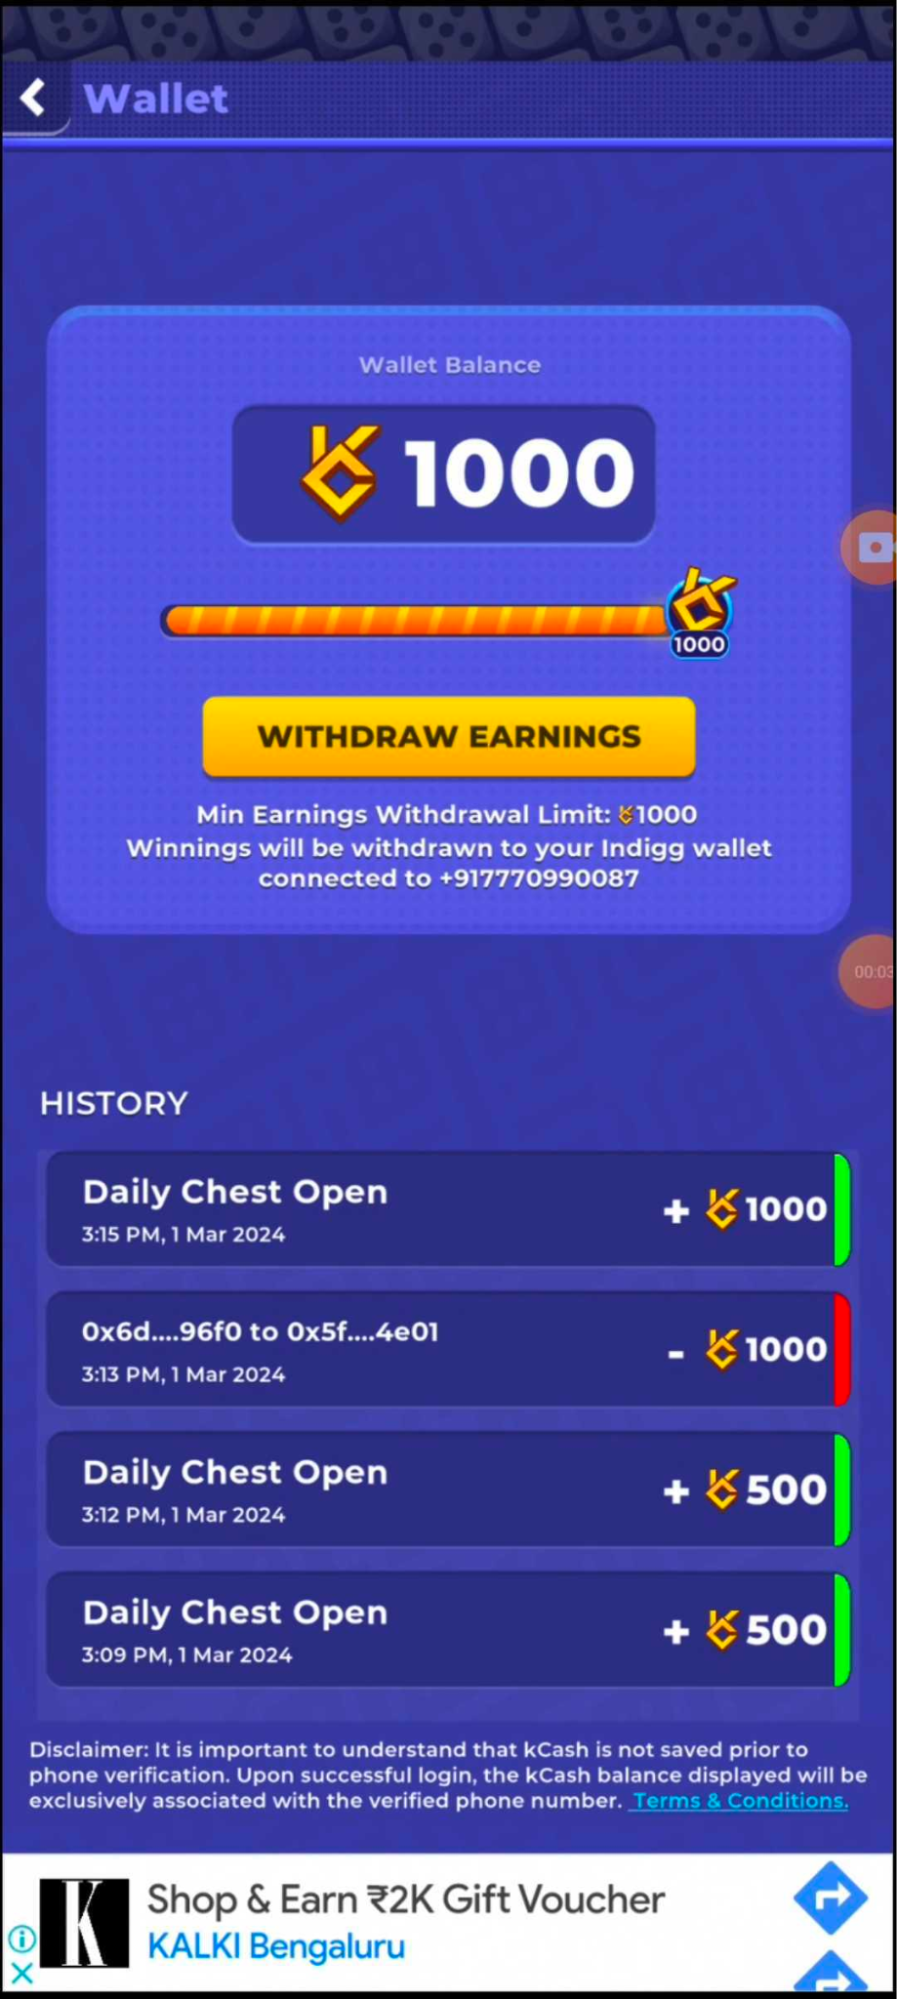 Wallet
Wallet Balance
1000
1000
WITHDRAW EARNINGS
Min Earnings Withdrawal Limit: 1000
Winnings will be withdrawn to your Indigg wallet
connected to +917770990087
00:03
HISTORY
Daily Chest Open
+ 1000
3:15 PM, 1 Mar 2024
0x6d....96f0 to 0x5f....4e01
- 1000
3:13 PM, 1 Mar 2024
Daily Chest Open
+ 500
3:12 PM, 1 Mar 2024
Daily Chest Open
+ 500
3:09 PM, 1 Mar 2024
Disclaimer: It is important to understand that kCash is not saved prior to
phone verification. Upon successful login, the kCash balance displayed will be
exclusively associated with the verified phone number. Terms & Conditions.
K
Shop & Earn ₹2K Gift Voucher
KALKI Bengaluru